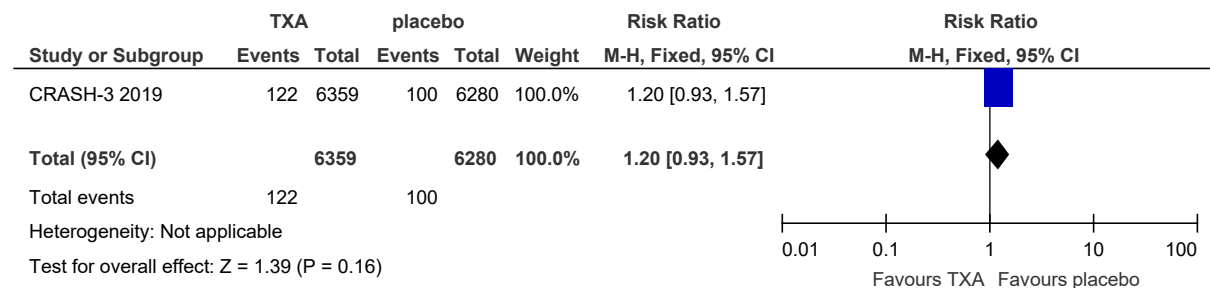 TXA placebo Risk Ratio Risk Ratio
Study or Subgroup Events Total Events Total Weight M-H, Fixed, 95% CI M-H, Fixed, 95% CI
CRASH-3 2019 122 6359 100 6280 100.0% 1.20 [0.93, 1.57]
Total (95% CI) 6359 6280 100.0% 1.20 [0.93, 1.57]
Total events 122 100
Heterogeneity: Not applicable
Test for overall effect: Z = 1.39 (P = 0.16)
0.01 0.1 1 10 100
Favours TXA Favours placebo